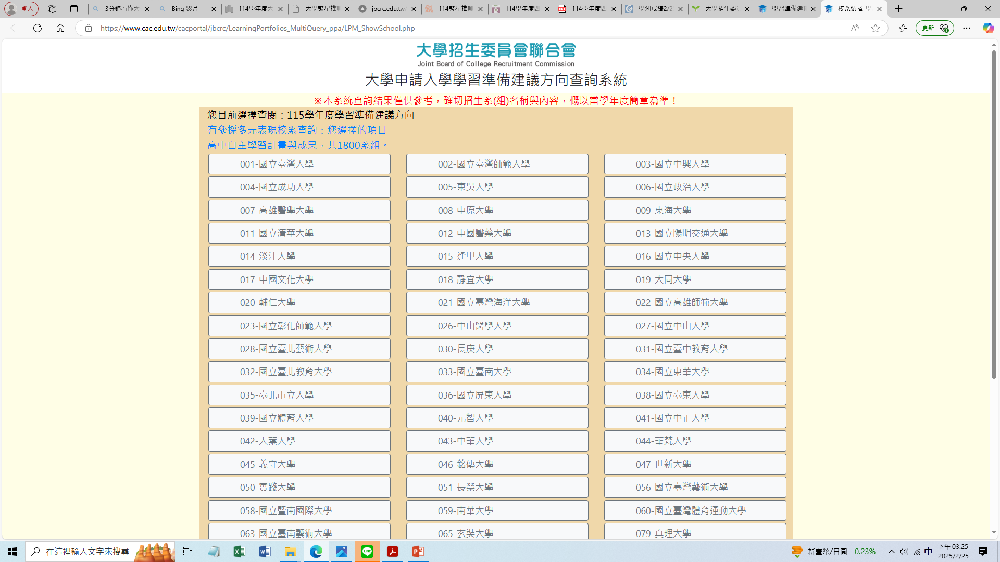 登入
3分鐘看懂大
Bing 影片
114學年度大
大學繁星推薦
jbcrc.edu.tw/
114繁星推薦
114學年度四
114學年度四
學測成績2/2
大學招生委員
學習準備建議
校系選擇-學
https://www.cac.edu.tw/cacportal/jbcrc/LearningPortfolios_MultiQuery_ppa/LPM_ShowSchool.php
更新
大學招生委員會聯合會
Joint Board of College Recruitment Commission
大學申請入學學習準備建議方向查詢系統
※本系統查詢結果僅供參考，確切招生系(組)名稱與內容，概以當學年度簡章為準！
您目前選擇查閱：115學年度學習準備建議方向
有參採多元表現校系查詢：您選擇的項目--
高中自主學習計畫與成果，共1800系組。
001-國立臺灣大學
002-國立臺灣師範大學
003-國立中興大學
004-國立成功大學
005-東吳大學
006-國立政治大學
007-高雄醫學大學
008-中原大學
009-東海大學
011-國立清華大學
012-中國醫藥大學
013-國立陽明交通大學
014-淡江大學
015-逢甲大學
016-國立中央大學
017-中國文化大學
018-靜宜大學
019-大同大學
020-輔仁大學
021-國立臺灣海洋大學
022-國立高雄師範大學
023-國立彰化師範大學
026-中山醫學大學
027-國立中山大學
028-國立臺北藝術大學
030-長庚大學
031-國立臺中教育大學
032-國立臺北教育大學
033-國立臺南大學
034-國立東華大學
035-臺北市立大學
036-國立屏東大學
038-國立臺東大學
039-國立體育大學
040-元智大學
041-國立中正大學
042-大葉大學
043-中華大學
044-華梵大學
045-義守大學
046-銘傳大學
047-世新大學
050-實踐大學
051-長榮大學
056-國立臺灣藝術大學
058-國立暨南國際大學
059-南華大學
060-國立臺灣體育運動大學
063-國立臺南藝術大學
065-玄奘大學
079-真理大學
在這裡輸入文字來搜尋
新臺幣/日圓 -0.23%
中
下午 03:25
2025/2/25